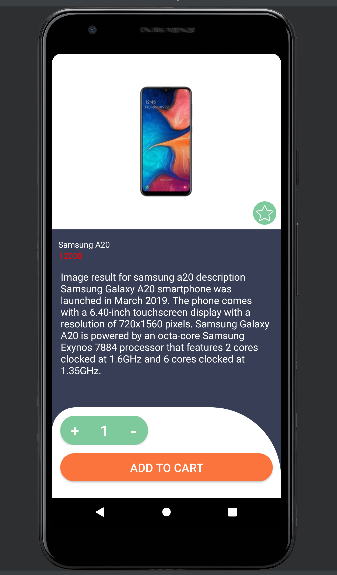 Samsung A20
Image result for samsung a20 description
Samsung Galaxy A20 smartphone was
launched in March 2019. The phone comes
with a 6.40-inch touchscreen display with a
resolution of 720x1560 pixels. Samsung Galaxy
A20 is powered by an octa-core Samsung
Exynos 7884 processor that features 2 cores
clocked at 1.6GHz and 6 cores clocked at
1.35GHz.
+ 1 -
ADD TO CART